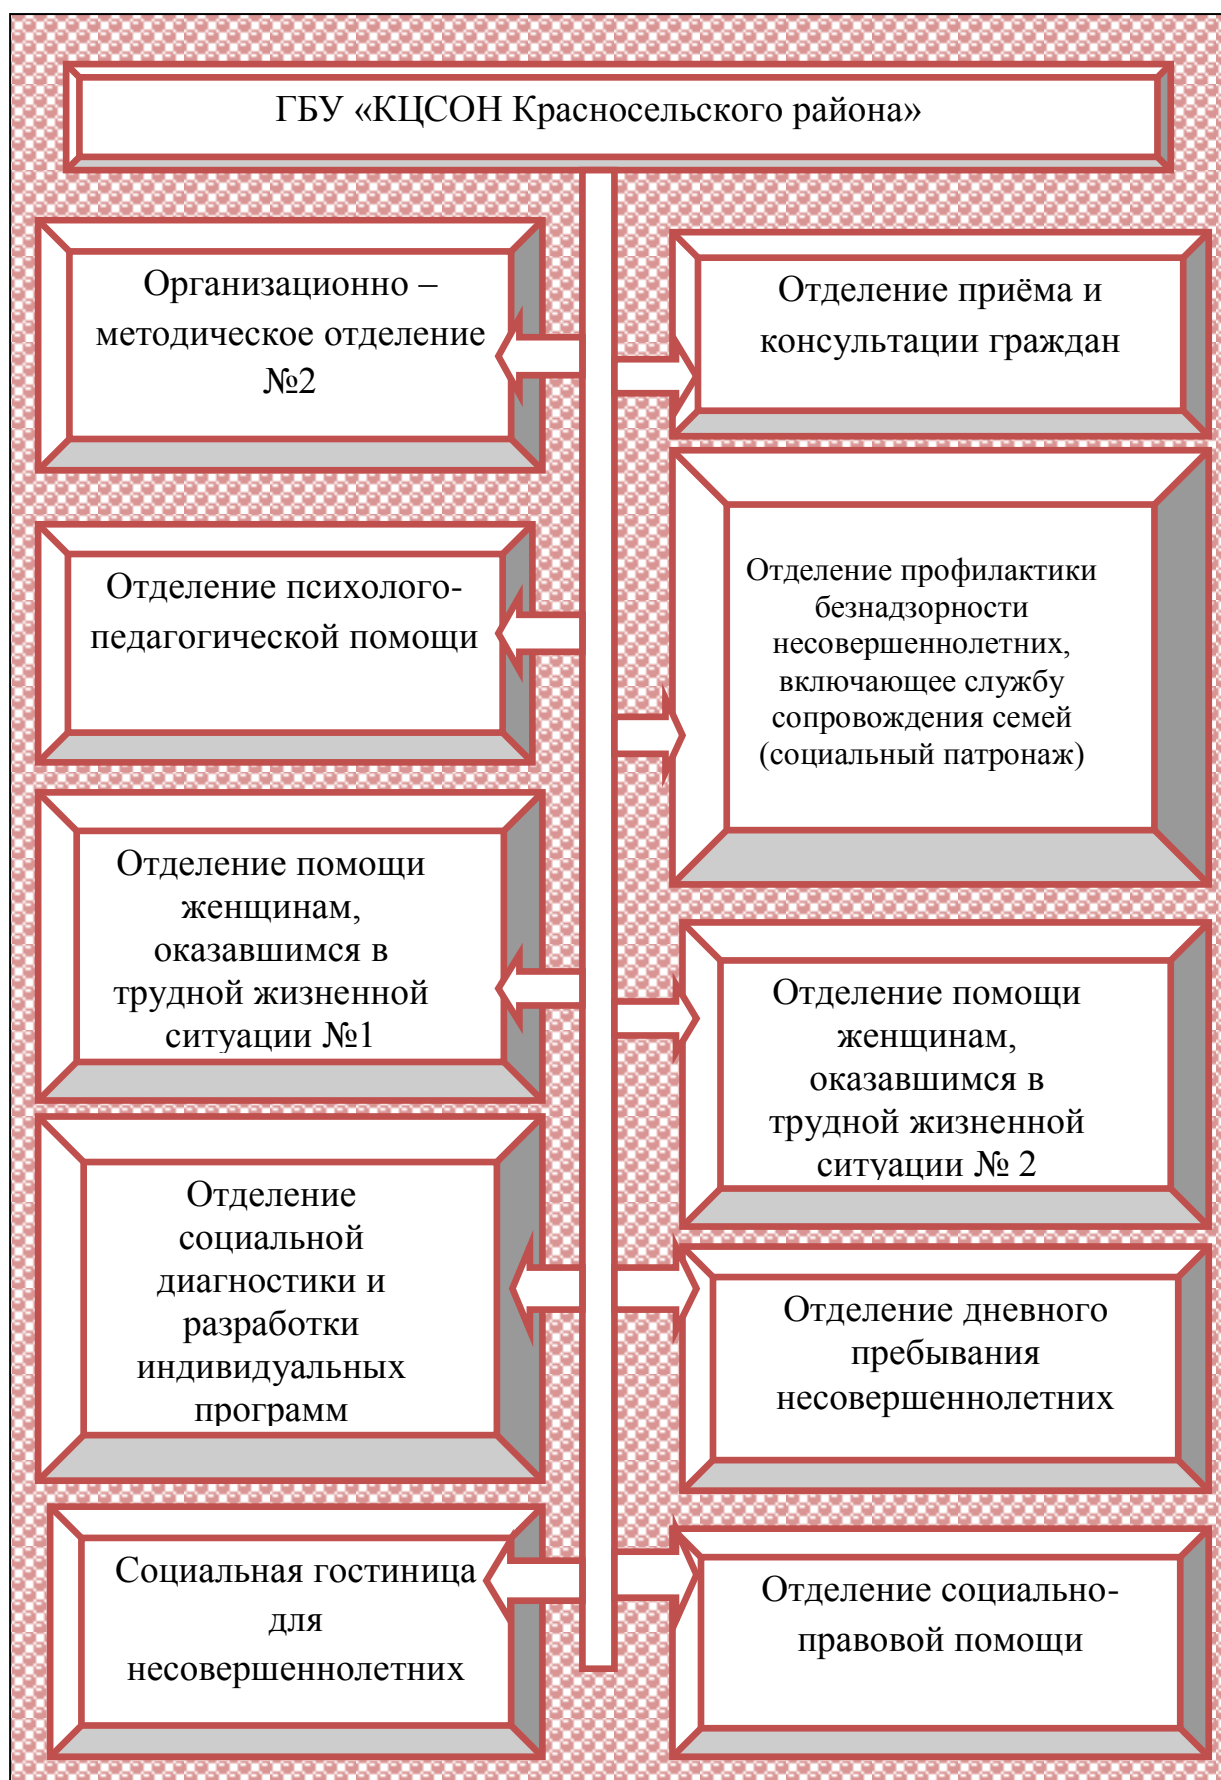 ГБУ «КЦСОН Красносельского района»
Организационно –
методическое отделение
№2
Отделение приёма и
консультации граждан
Отделение психолого-
педагогической помощи
Отделение профилактики
безнадзорности
несовершеннолетних,
включающее службу
сопровождения семей
(социальный патронаж)
Отделение помощи
женщинам,
оказавшимся в
трудной жизненной
ситуации №1
Отделение помощи
женщинам,
оказавшимся в
трудной жизненной
ситуации № 2
Отделение
социальной
диагностики и
разработки
индивидуальных
программ
Отделение дневного
пребывания
несовершеннолетних
Социальная гостиница
для
несовершеннолетних
Отделение социально-
правовой помощи